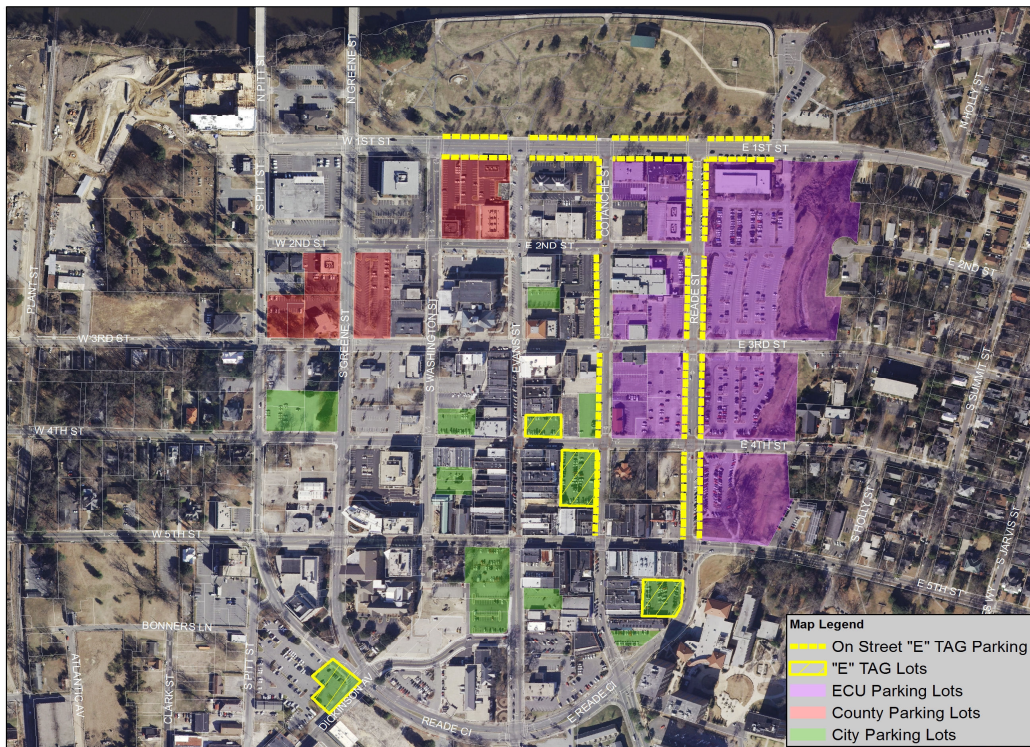 N PITT ST
N GREENE ST
N HOLLY ST
W 1ST ST
E 1ST ST
S PITT ST
COTANCHE ST
W 2ND ST
E 2ND ST
E 2ND ST
PLANT ST
READE ST
S GREENE ST
S WASHINGTON ST
EVANS ST
W 3RD ST
E 3RD ST
S SUMMIT ST
W 4TH ST
E 4TH ST
S HOLLY ST
S JARVIS ST
W 5TH ST
E 5TH ST
BONNERS LN
S PITT ST
ATLANTIC AV
CLARK ST
DICKINSON AV
READE CI
E READE CI
Map Legend
On Street "E" TAG Parking
"E" TAG Lots
ECU Parking Lots
County Parking Lots
City Parking Lots